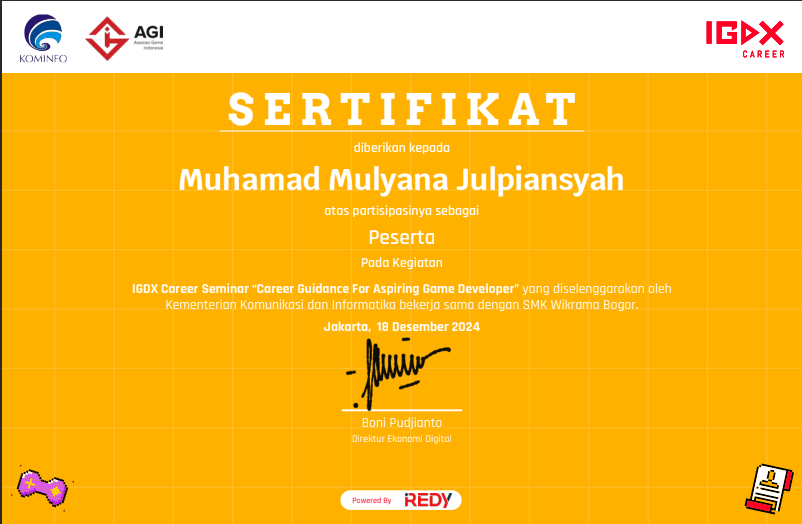 KOMINFO
AGI
Asosiasi Game
Indonesia
IGDX
CAREER
SERTIFIKAT
diberikan kepada
Muhamad Mulyana Julpiansyah
atas partisipasinya sebagai
Peserta
Pada Kegiatan
IGDX Career Seminar “Career Guidance For Aspiring Game Developer” yang diselenggarakan oleh
Kementerian Komunikasi dan Informatika bekerja sama dengan SMK Wikrama Bogor.
Jakarta, 18 Desember 2024
Boni Pudjianto
Direktur Ekonomi Digital
Powered By REDY